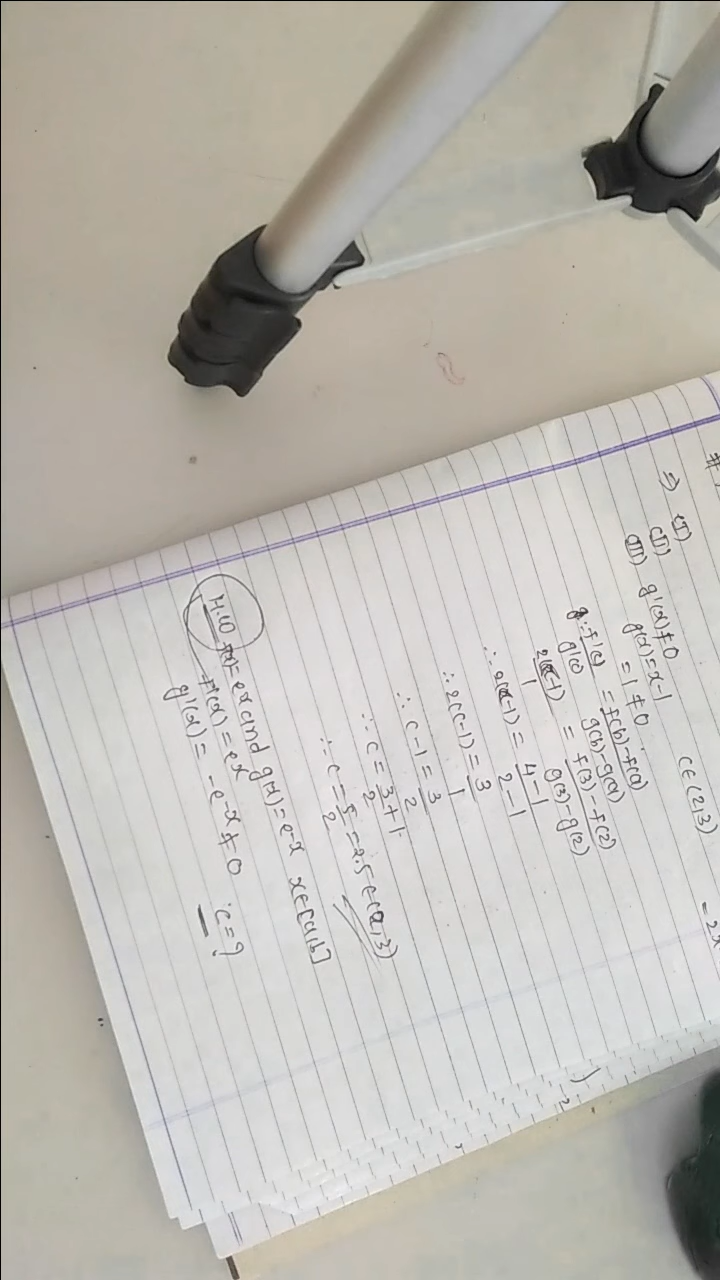 #
⇒ (I) c∈(2,3) = 2x
(II)
(III) g'(x) ≠ 0
g(x) = x-1
= 1 ≠ 0
f'(c)/g'(c) = f(b)-f(a)/g(b)-g(a)
2(x-1)/1 = f(3)-f(2)/g(3)-g(2)
∴ 2(x-1) = 4-1/2-1
∴ 2(c-1) = 3/1
∴ c-1 = 3/2
∴ c = 3/2+1
∴ c = 5/2 = 2.5 ∈ (2,3)
H.W f(x) = e^x and g(x) = e^-x x∈[a,b]
f'(x) = e^x
g'(x) = -e^-x ≠ 0 c = ?